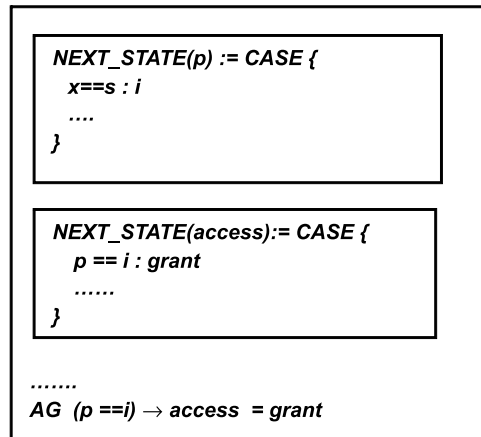 NEXT_STATE(p) := CASE {
x==s : i
....
}
NEXT_STATE(access):= CASE {
p == i : grant
......
}
.......
AG (p ==i) → access = grant